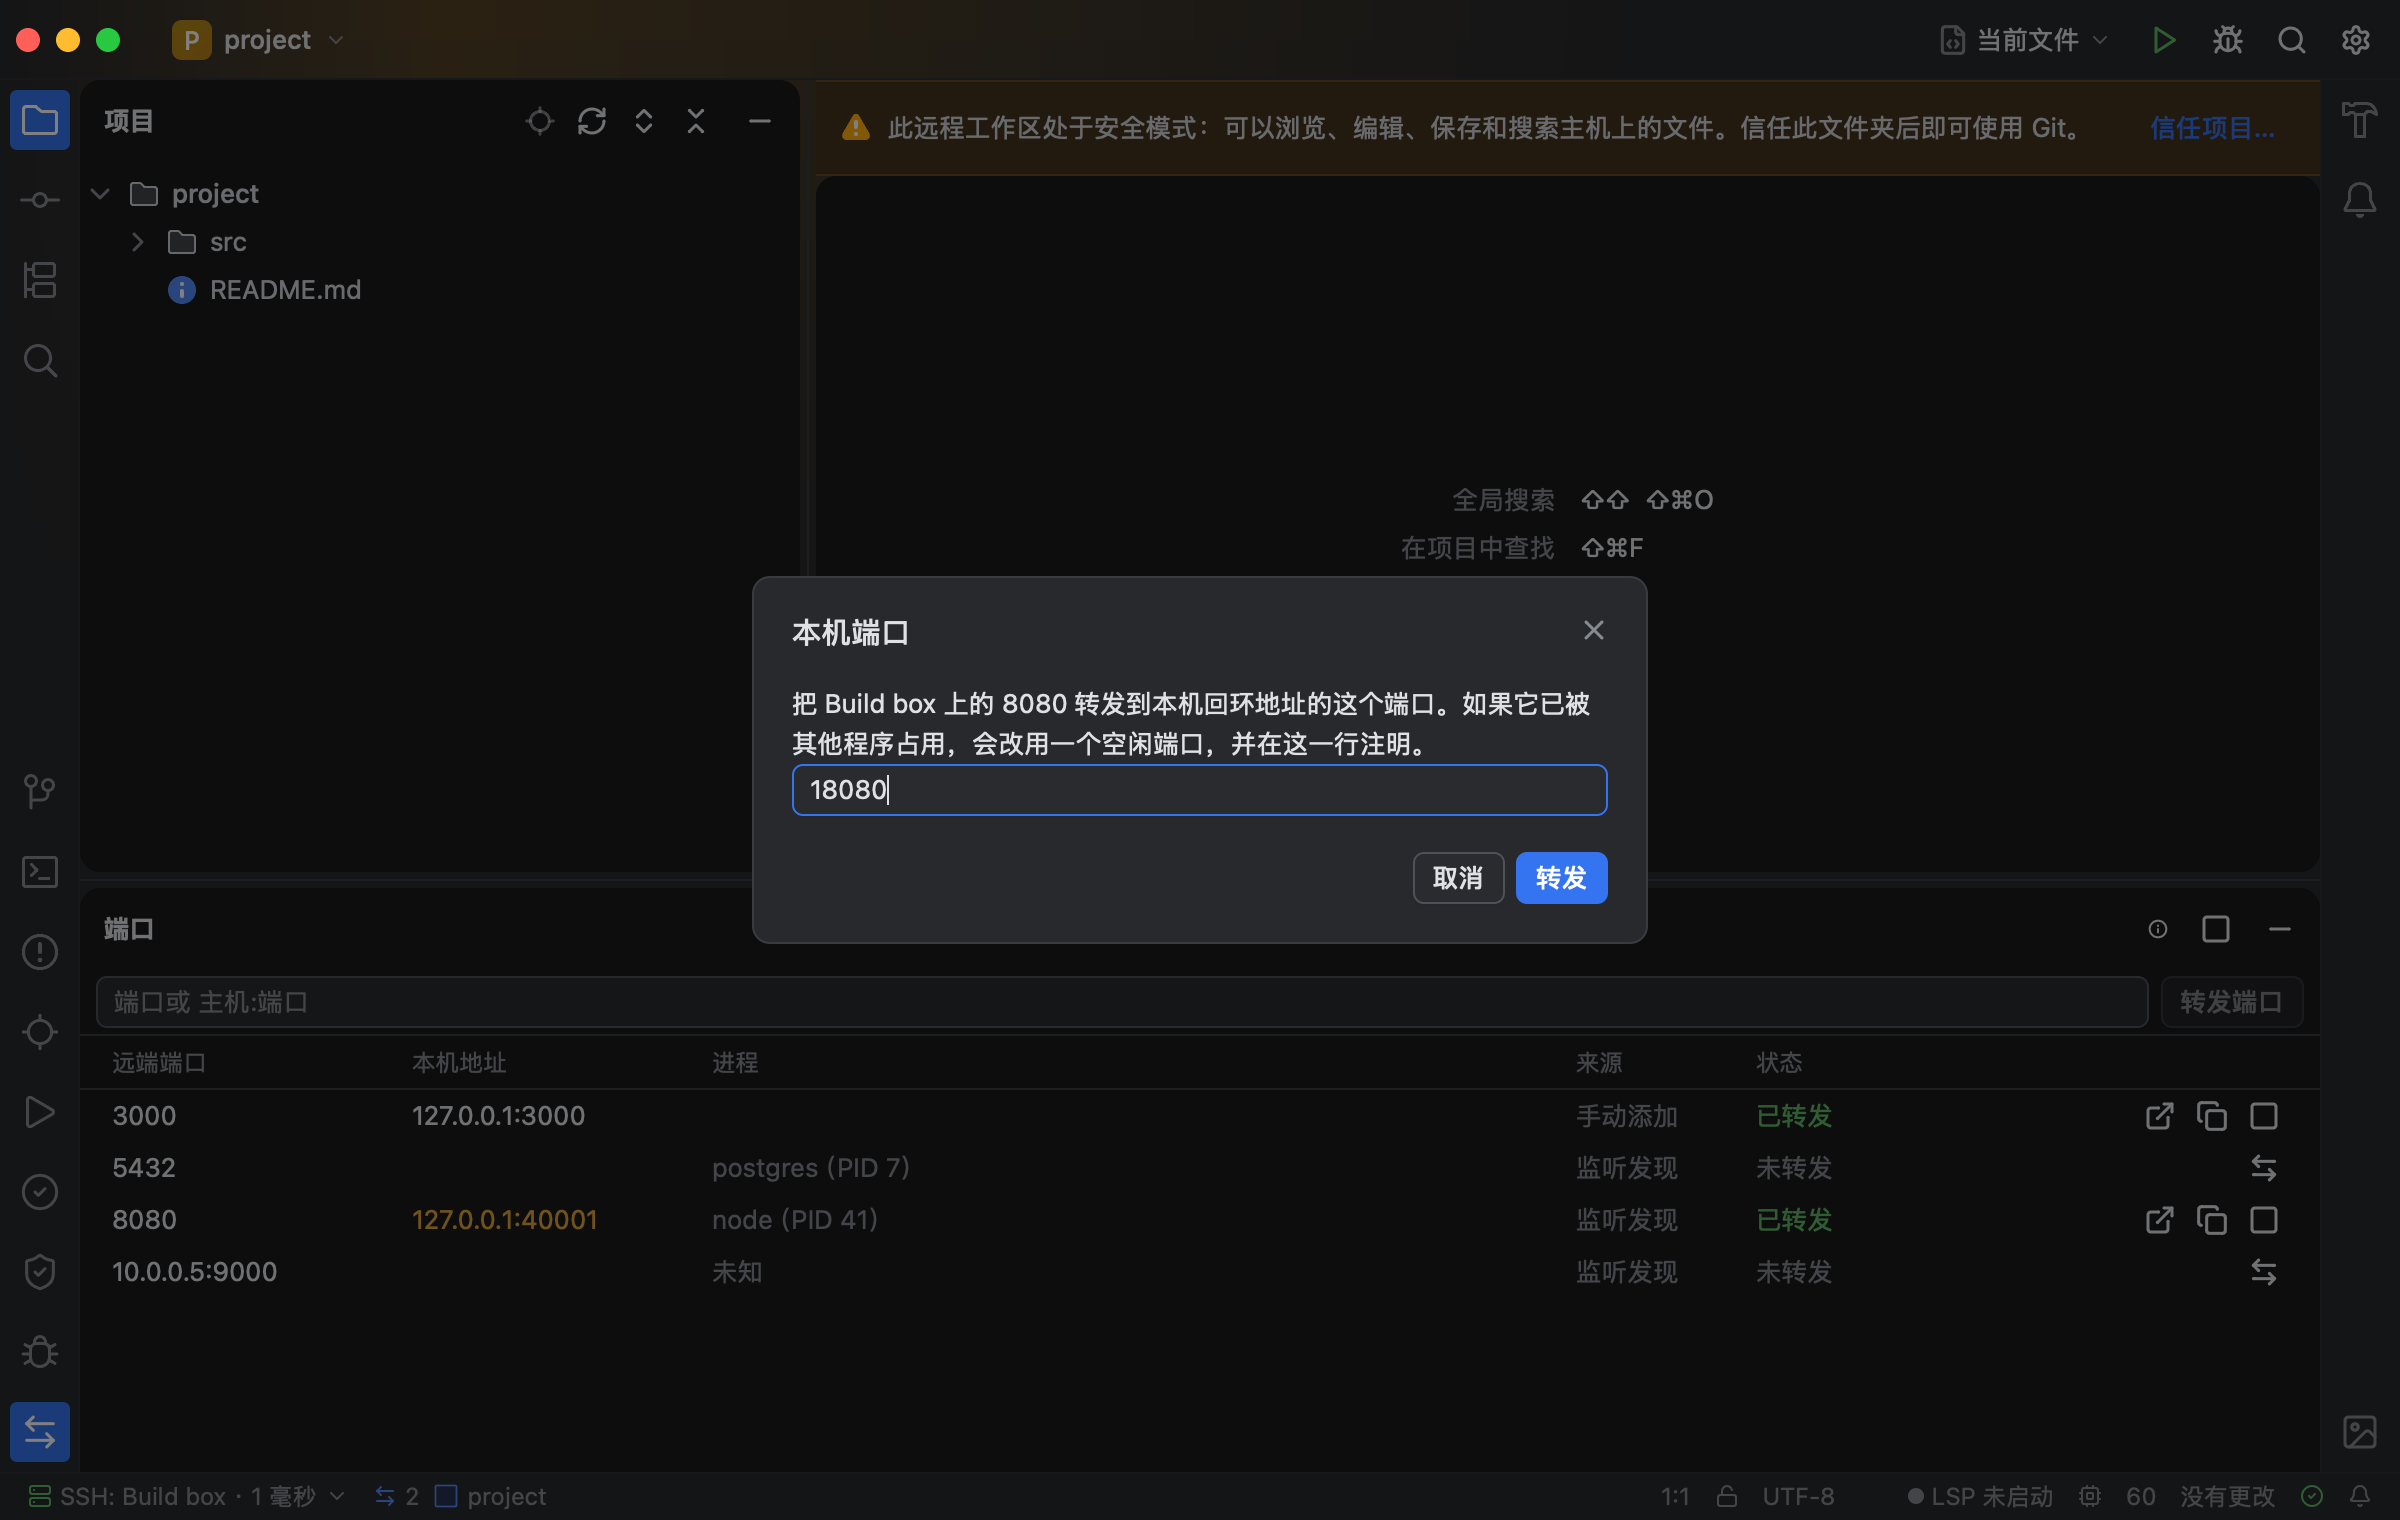 P project
当前文件
项目
此远程工作区处于安全模式：可以浏览、编辑、保存和搜索主机上的文件。信任此文件夹后即可使用 Git。 信任项目...
project
src
README.md
全局搜索 ⇧⇧ ⇧⌘O
在项目中查找 ⇧⌘F
本机端口
把 Build box 上的 8080 转发到本机回环地址的这个端口。如果它已被
其他程序占用，会改用一个空闲端口，并在这一行注明。
18080
取消 转发
端口
端口或 主机:端口 转发端口
远端端口 本机地址 进程 来源 状态
3000 127.0.0.1:3000 手动添加 已转发
5432 postgres (PID 7) 监听发现 未转发
8080 127.0.0.1:40001 node (PID 41) 监听发现 已转发
10.0.0.5:9000 未知 监听发现 未转发
SSH: Build box · 1 毫秒 2 project 1:1 UTF-8 LSP 未启动 60 没有更改